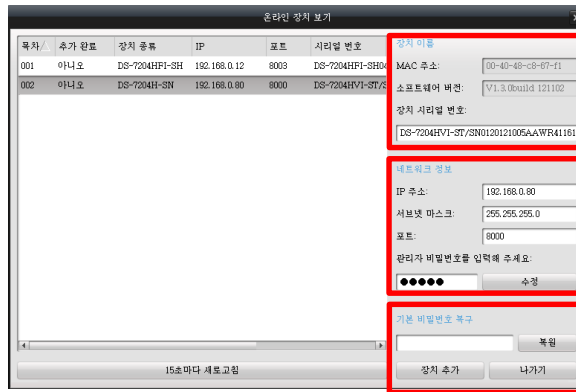 온라인 장치 보기
목차 추가 완료 장치 종류 IP 포트 시리얼 번호
001 아니오 DS-7204HPI-SH 192.168.0.12 8003 DS-7204HPI-SH04
002 아니오 DS-7204H-SN 192.168.0.80 8000 DS-7204HVI-ST/S
15초마다 새로고침
장치 이름
MAC 주소: 00-40-48-c8-67-f1
소프트웨어 버전: V1.3.0build 121102
장치 시리얼 번호:
DS-7204HVI-ST/SN0120121005AAWR41161
네트워크 정보
IP 주소: 192.168.0.80
서브넷 마스크: 255.255.255.0
포트: 8000
관리자 비밀번호를 입력해 주세요:
●●●●● 수정
기본 비밀번호 복구
복원
장치 추가 나가기